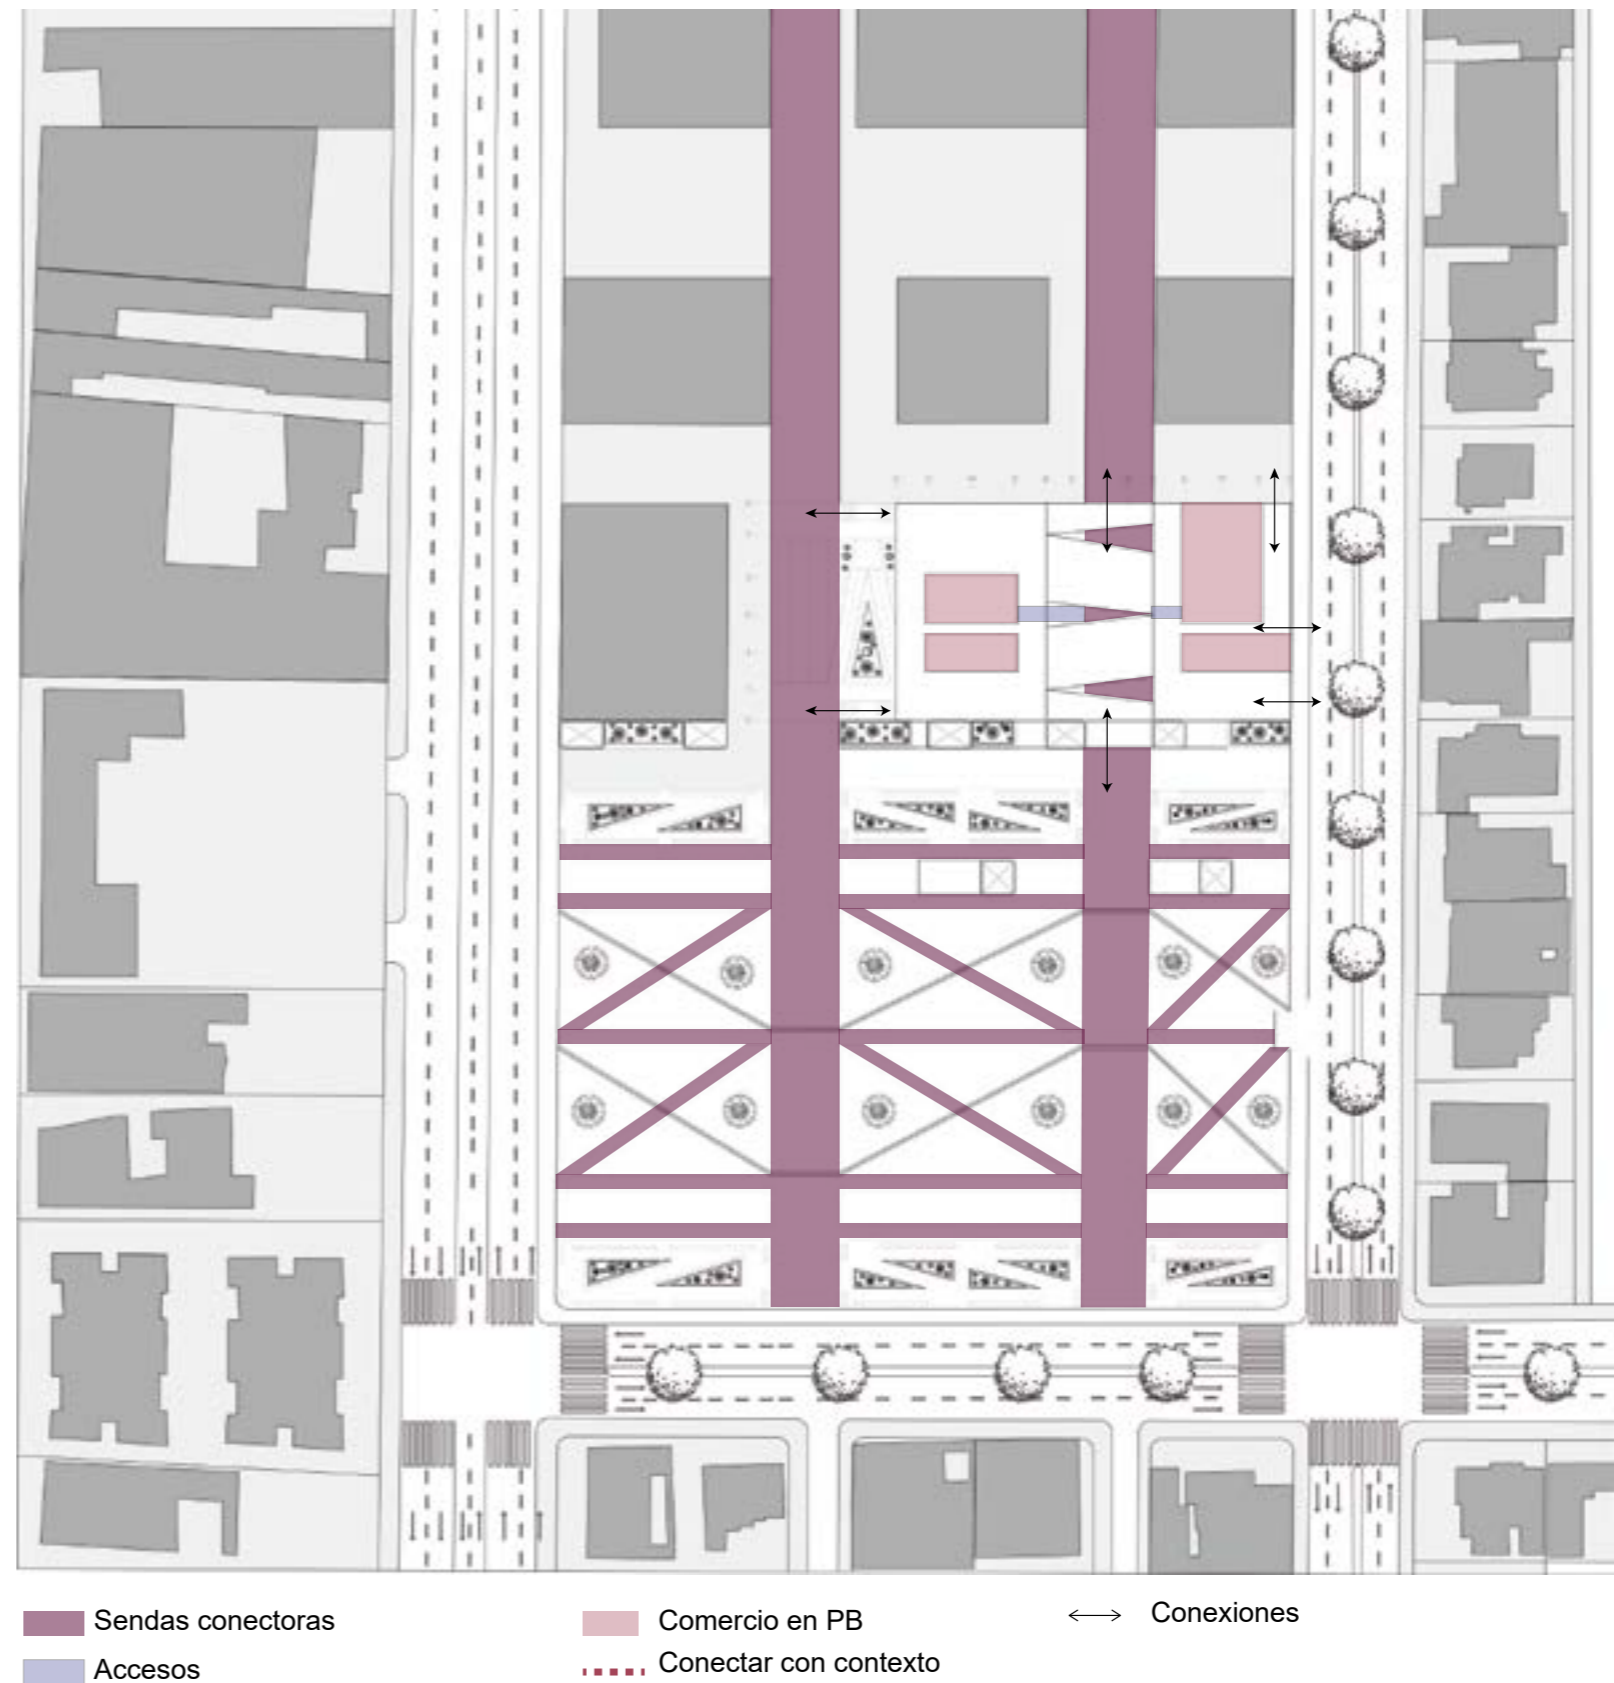 Sendas conectoras
Comercio en PB
Conexiones
Accesos
Conectar con contexto